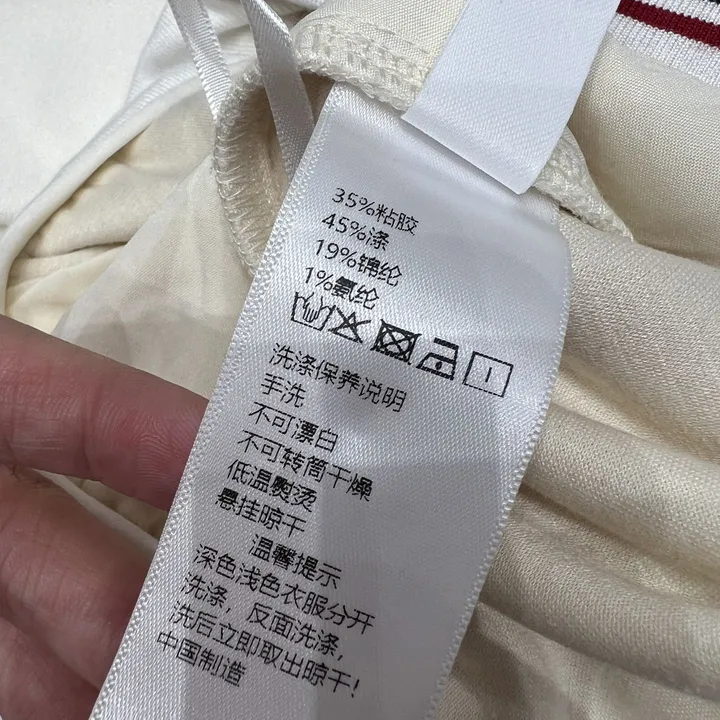 35%粘胶
45%涤
19%锦纶
1%氨纶
洗涤保养说明
手洗
不可漂白
不可转筒干燥
低温熨烫
悬挂晾干
温馨提示
深色浅色衣服分开
洗涤，反面洗涤，
洗后立即取出晾干!
中国制造